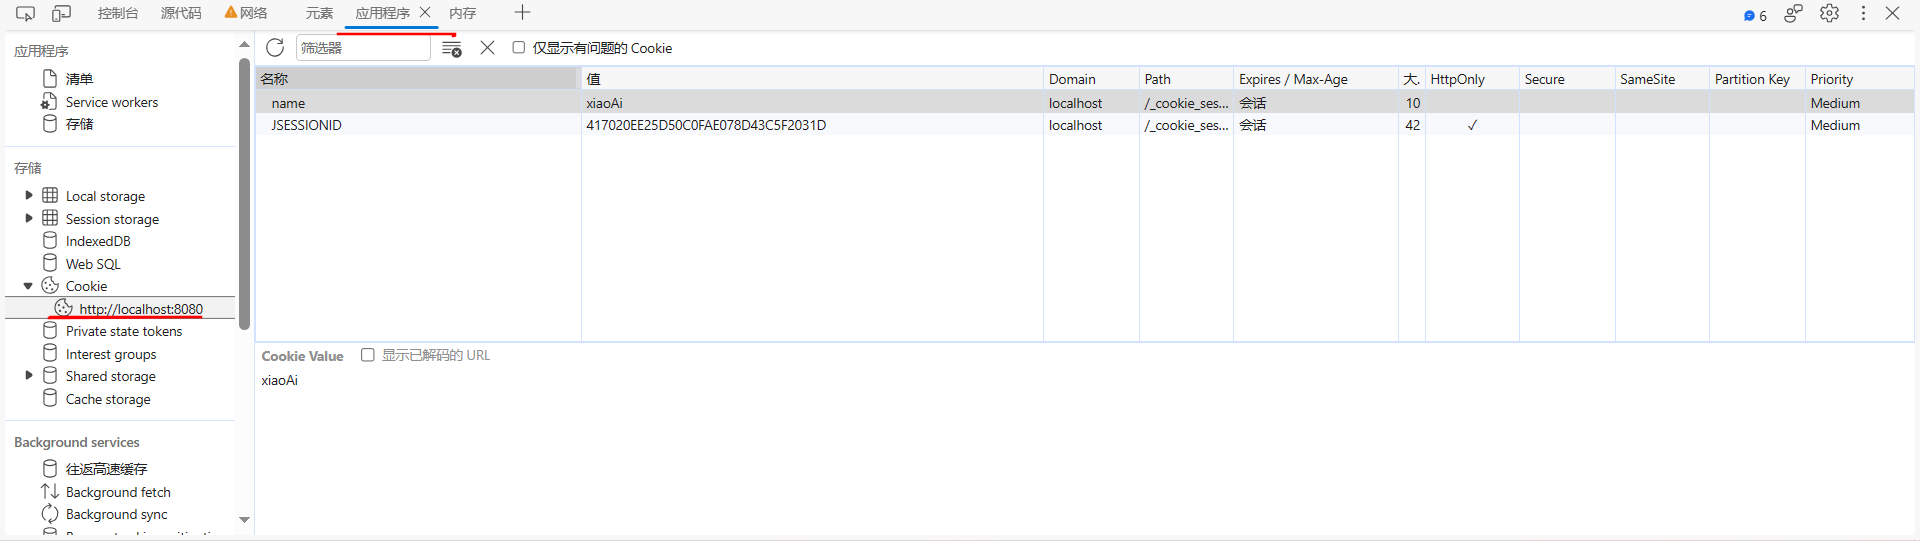 控制台 源代码 网络 元素 应用程序 内存 6
应用程序
清单
Service workers
存储
存储
Local storage
Session storage
IndexedDB
Web SQL
Cookie
http://localhost:8080
Private state tokens
Interest groups
Shared storage
Cache storage
Background services
往返高速缓存
Background fetch
Background sync
筛选器 仅显示有问题的 Cookie
名称 值 Domain Path Expires / Max-Age 大. HttpOnly Secure SameSite Partition Key Priority
name xiaoAi localhost /_cookie_ses... 会话 10 Medium
JSESSIONID 417020EE25D50C0FAE078D43C5F2031D localhost /_cookie_ses... 会话 42 ✓ Medium
Cookie Value 显示已解码的 URL
xiaoAi